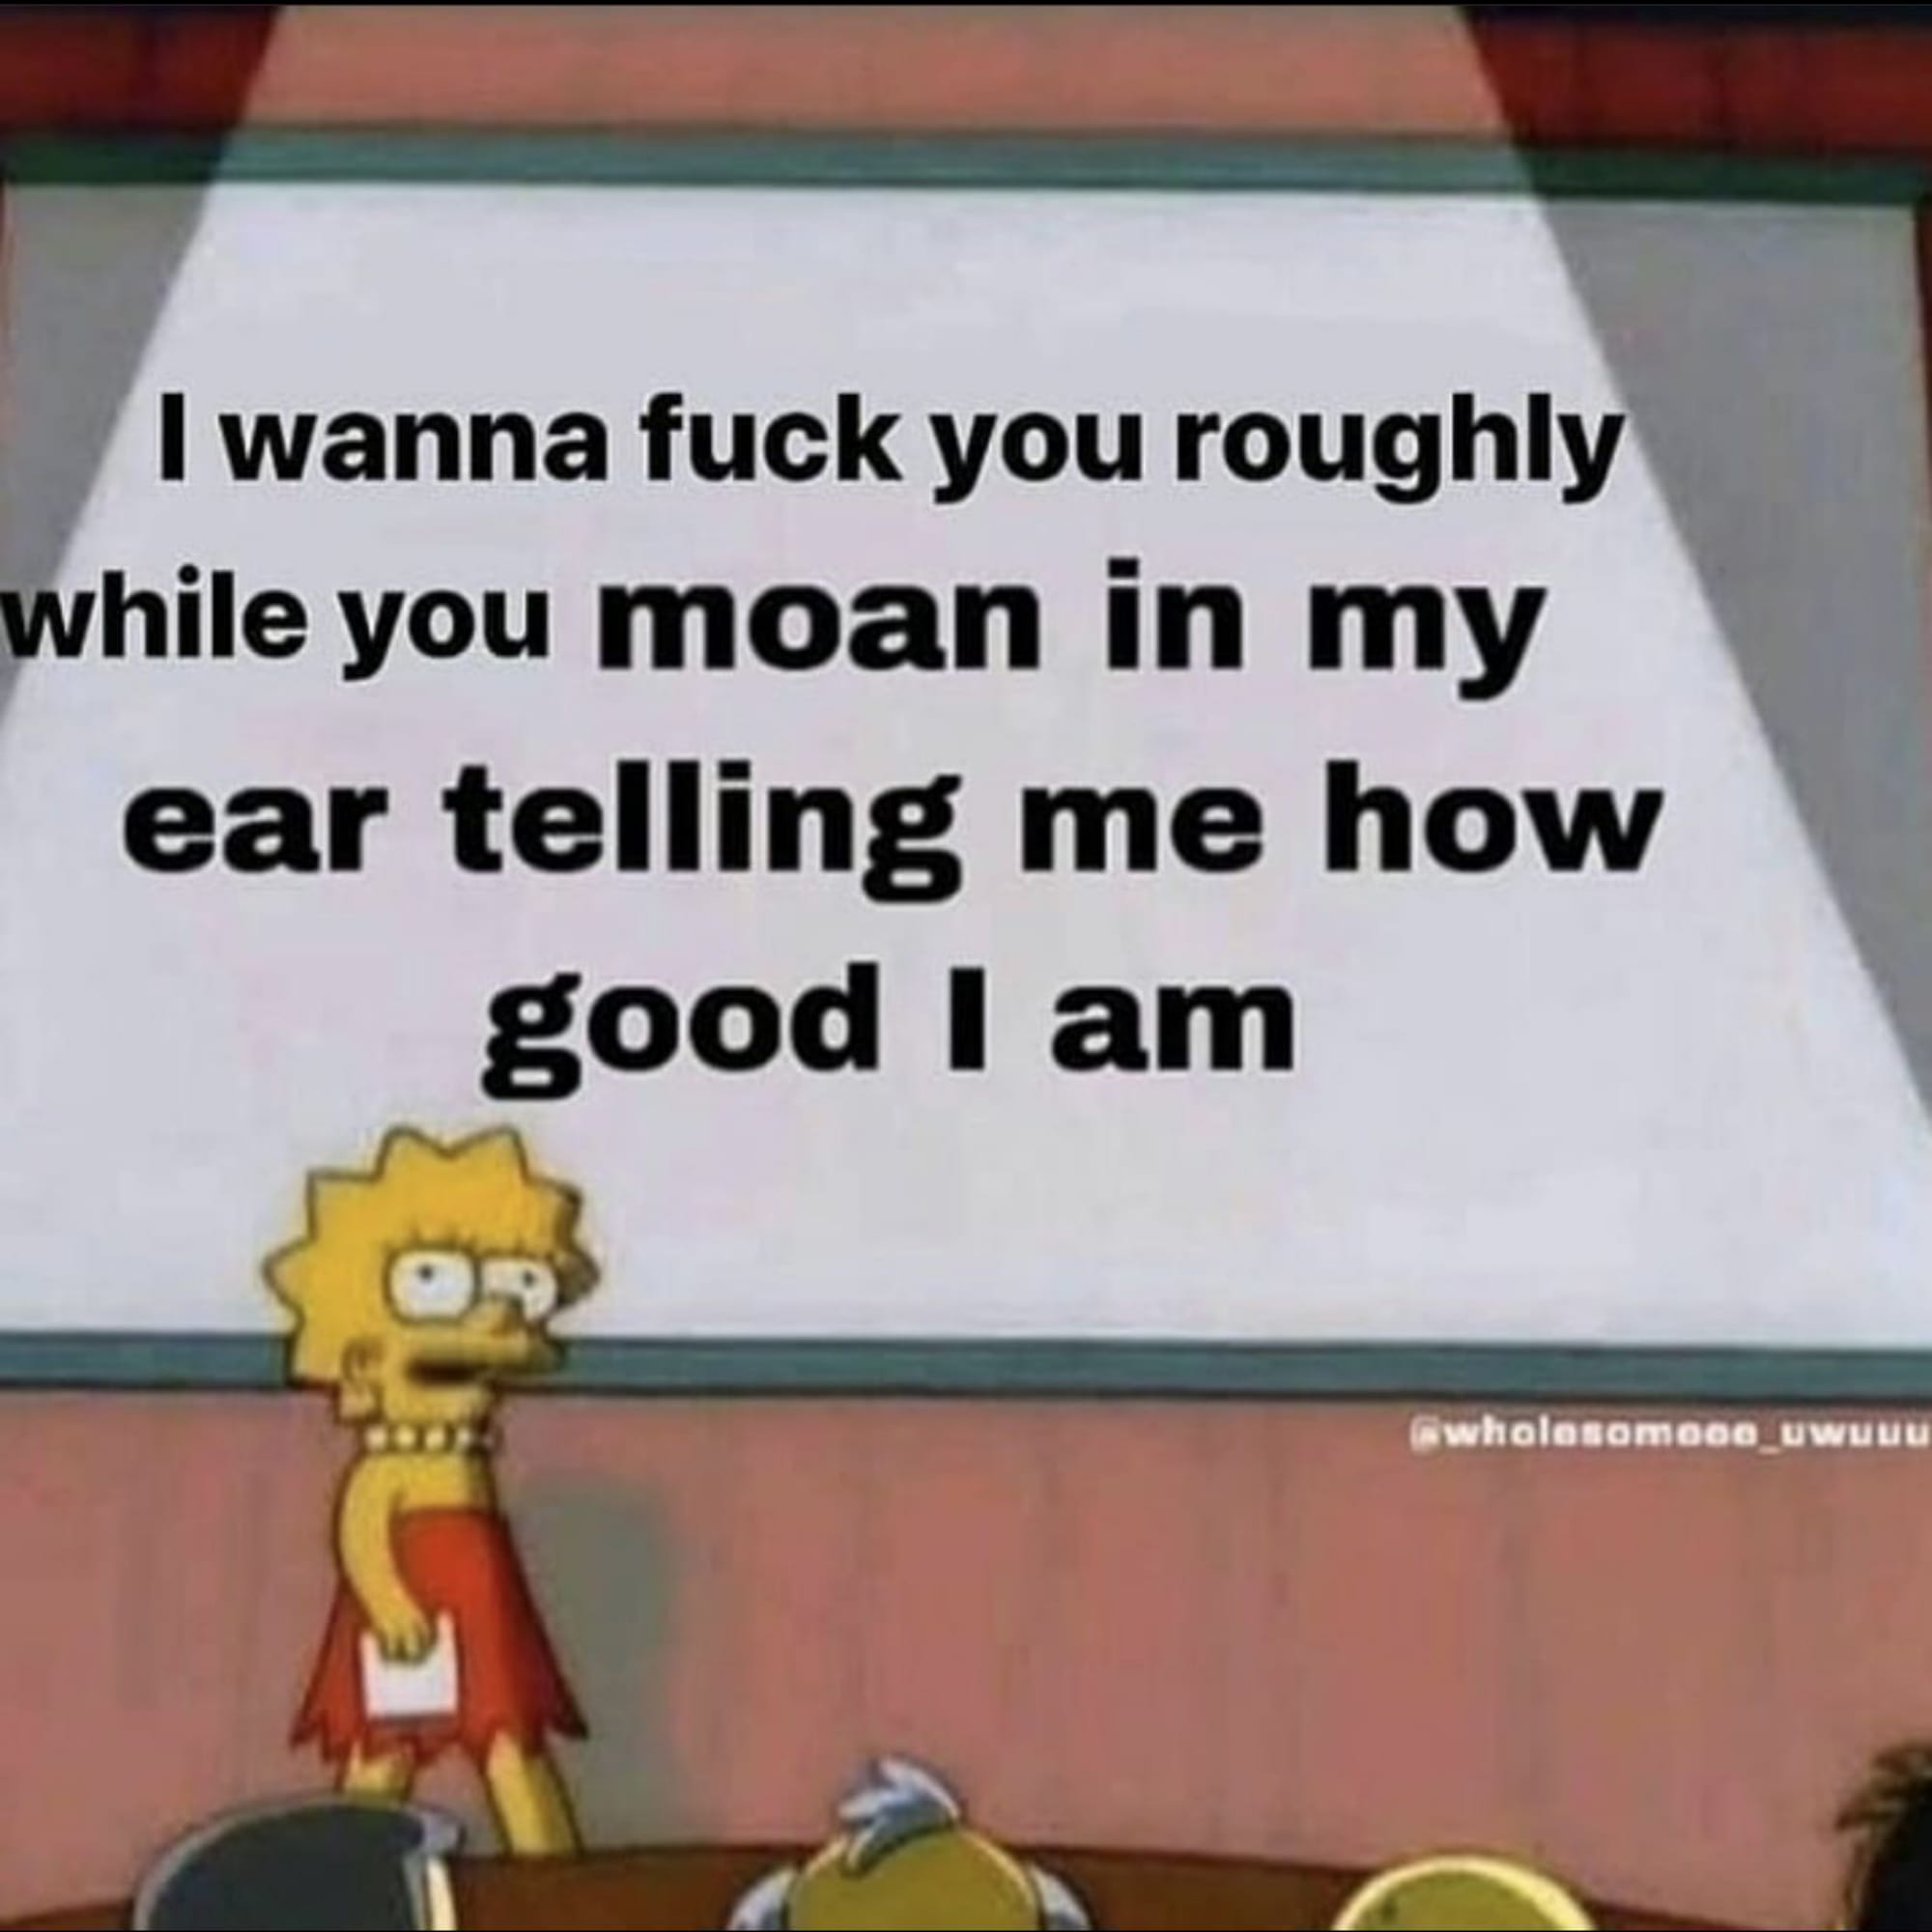 I wanna fuck you roughly
while you moan in my
ear telling me how
good I am
@wholesomeee_uwuuu